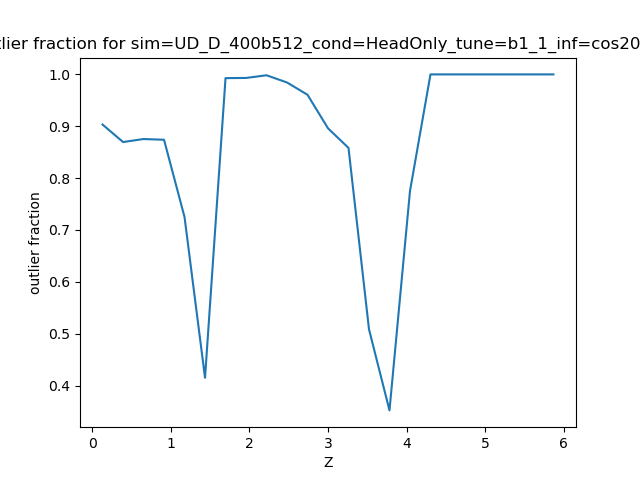 lier fraction for sim=UD_D_400b512_cond=HeadOnly_tune=b1_1_inf=cos20
1.0
0.9
0.8
0.7
0.6
0.5
0.4
outlier fraction
0 1 2 3 4 5 6
Z